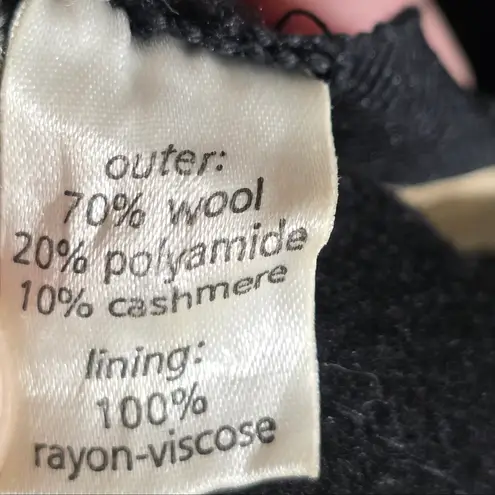 outer:
70% wool
20% polyamide
10% cashmere
lining:
100%
rayon-viscose